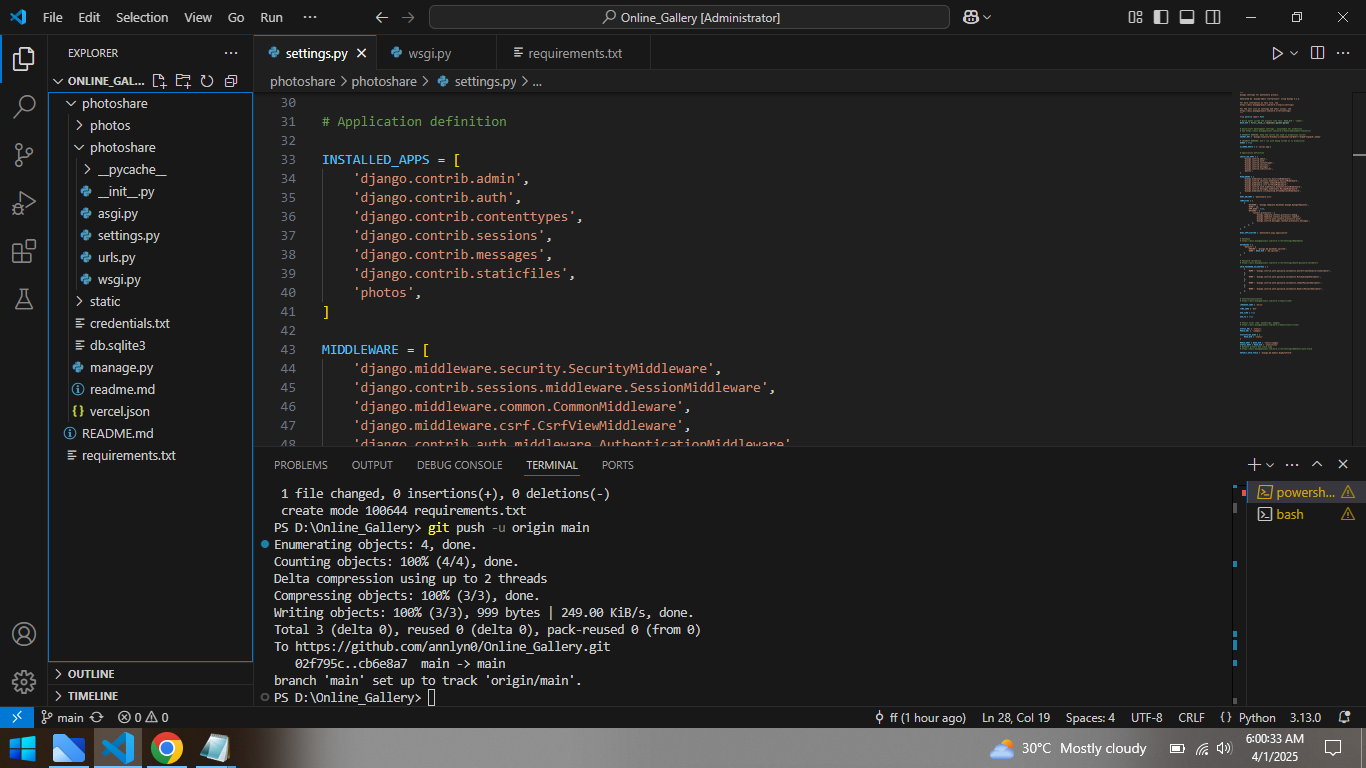 File Edit Selection View Go Run ···
Online_Gallery [Administrator]
EXPLORER
ONLINE_GAL...
photoshare
photos
photoshare
__pycache__
__init__.py
asgi.py
settings.py
urls.py
wsgi.py
static
credentials.txt
db.sqlite3
manage.py
readme.md
vercel.json
README.md
requirements.txt
OUTLINE
TIMELINE
settings.py
wsgi.py
requirements.txt
photoshare > photoshare > settings.py > ...
30
31 # Application definition
32
33 INSTALLED_APPS = [
34 'django.contrib.admin',
35 'django.contrib.auth',
36 'django.contrib.contenttypes',
37 'django.contrib.sessions',
38 'django.contrib.messages',
39 'django.contrib.staticfiles',
40 'photos',
41 ]
42
43 MIDDLEWARE = [
44 'django.middleware.security.SecurityMiddleware',
45 'django.contrib.sessions.middleware.SessionMiddleware',
46 'django.middleware.common.CommonMiddleware',
47 'django.middleware.csrf.CsrfViewMiddleware',
48 'django.contrib.auth.middleware.AuthenticationMiddleware'
PROBLEMS OUTPUT DEBUG CONSOLE TERMINAL PORTS
1 file changed, 0 insertions(+), 0 deletions(-)
create mode 100644 requirements.txt
PS D:\Online_Gallery> git push -u origin main
Enumerating objects: 4, done.
Counting objects: 100% (4/4), done.
Delta compression using up to 2 threads
Compressing objects: 100% (3/3), done.
Writing objects: 100% (3/3), 999 bytes | 249.00 KiB/s, done.
Total 3 (delta 0), reused 0 (delta 0), pack-reused 0 (from 0)
To https://github.com/annlyn0/Online_Gallery.git
02f795c..cb6e8a7 main -> main
branch 'main' set up to track 'origin/main'.
PS D:\Online_Gallery>
powersh...
bash
main
0 0
ff (1 hour ago)
Ln 28, Col 19
Spaces: 4
UTF-8
CRLF
Python
3.13.0
30°C Mostly cloudy
6:00:33 AM
4/1/2025